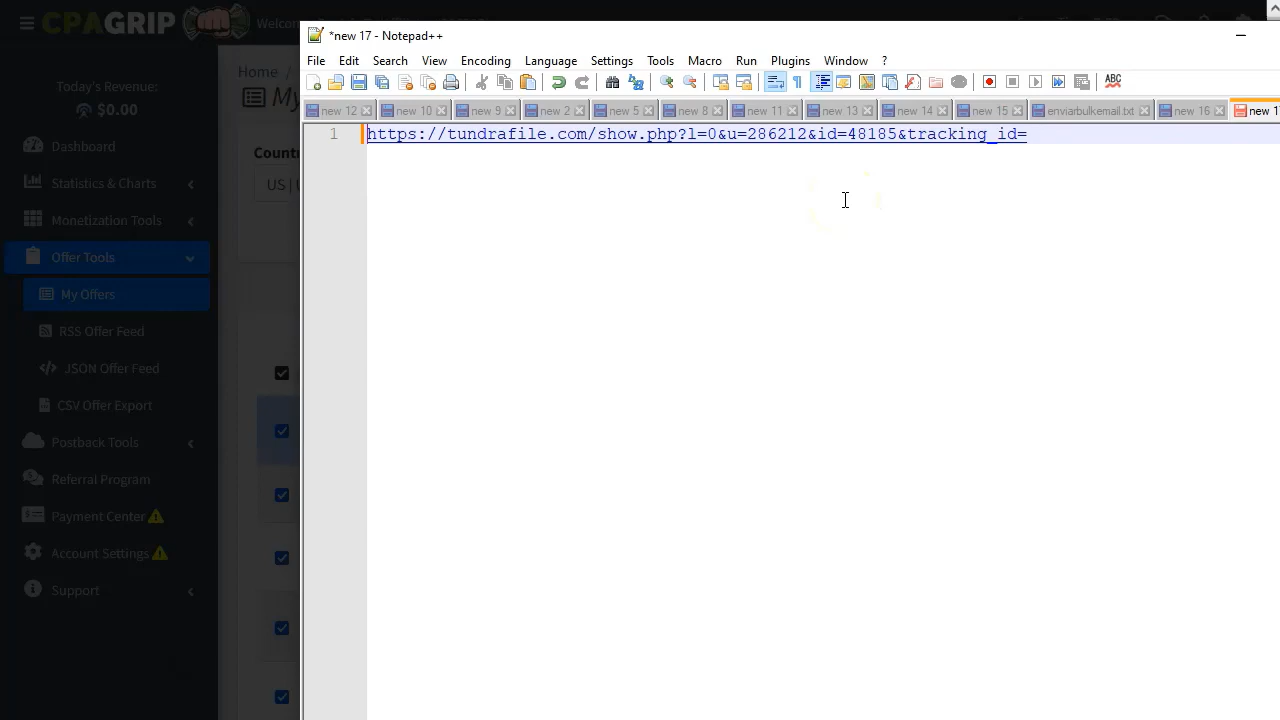 CPAGRIP
Welcome
*new 17 - Notepad++
File Edit Search View Encoding Language Settings Tools Macro Run Plugins Window ?
ABC
new 12 new 10 new 9 new 2 new 5 new 8 new 11 new 13 new 14 new 15 enviarbulkemail.txt new 16 new 1
1 https://tundrafile.com/show.php?l=0&u=286212&id=48185&tracking_id=
Today's Revenue:
$0.00
Dashboard
Statistics & Charts
Monetization Tools
Offer Tools
My Offers
RSS Offer Feed
JSON Offer Feed
CSV Offer Export
Postback Tools
Referral Program
Payment Center
Account Settings
Support
Home /
My
Count
US |